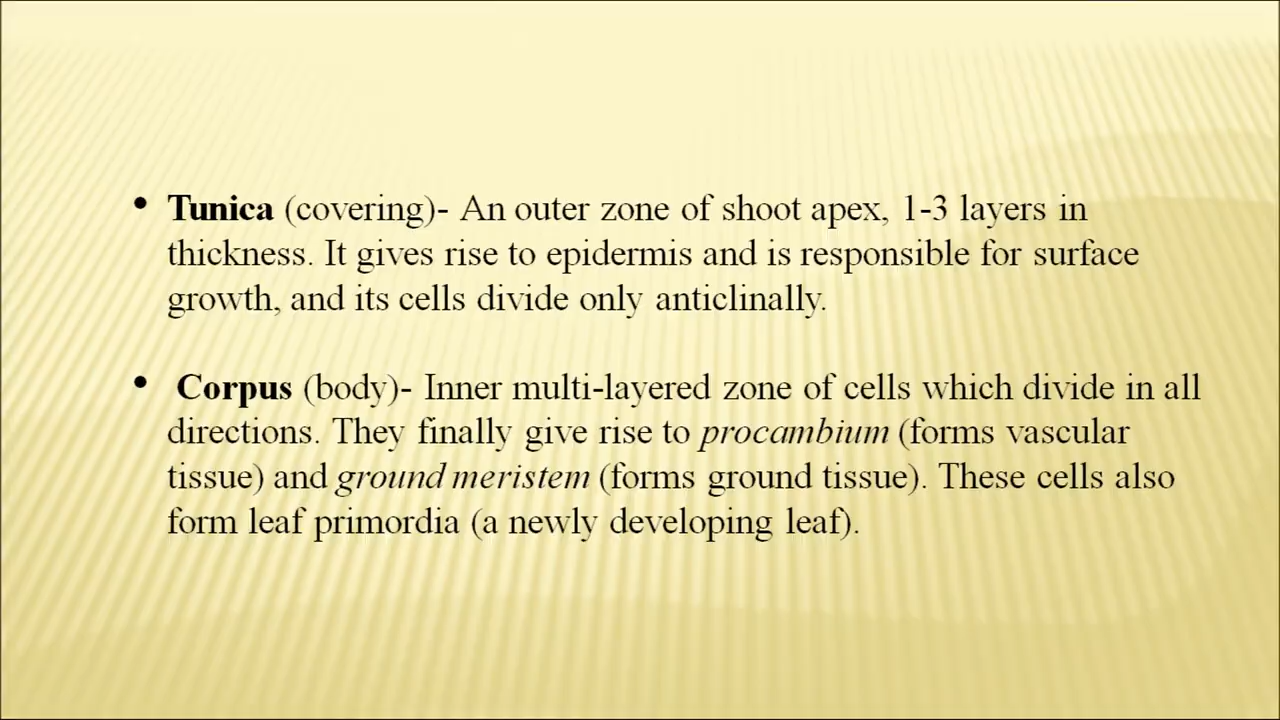 • Tunica (covering)- An outer zone of shoot apex, 1-3 layers in
thickness. It gives rise to epidermis and is responsible for surface
growth, and its cells divide only anticlinally.
• Corpus (body)- Inner multi-layered zone of cells which divide in all
directions. They finally give rise to procambium (forms vascular
tissue) and ground meristem (forms ground tissue). These cells also
form leaf primordia (a newly developing leaf).